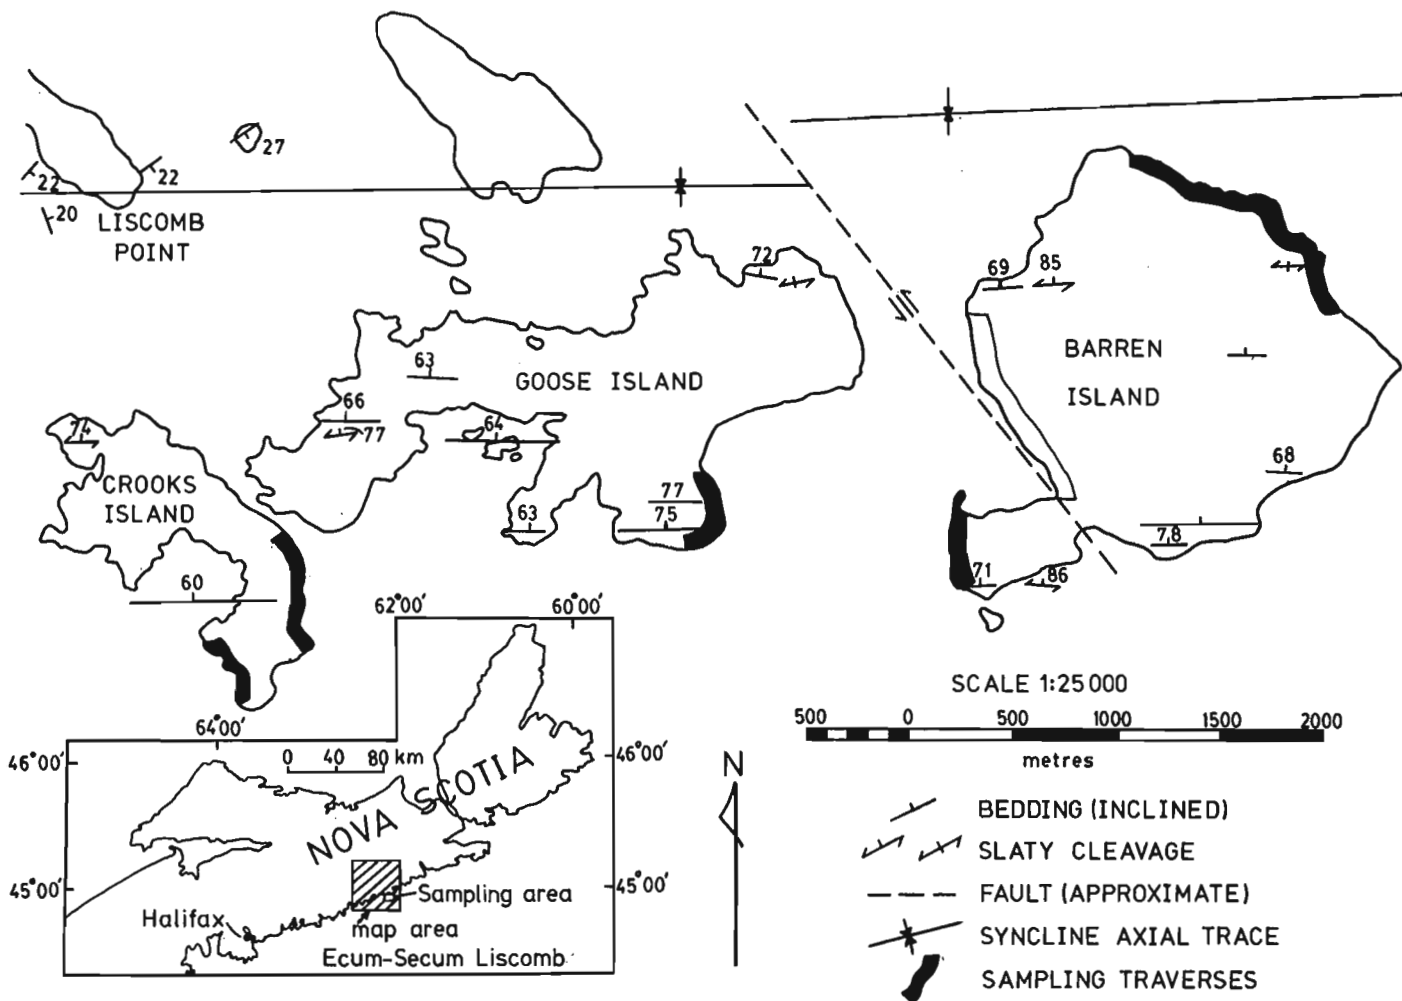 27
22
22
20
LISCOMB
POINT
72
69
85
63
GOOSE ISLAND
BARREN
ISLAND
66
77
64
74
CROOKS
ISLAND
68
77
63
75
78
60
71
86
62°00'
60°00'
SCALE 1:25 000
500 0 500 1000 1500 2000
metres
64°00'
46°00'
0 40 80 km
46°00'
NOVA SCOTIA
N
BEDDING (INCLINED)
SLATY CLEAVAGE
45°00'
45°00'
Sampling area
FAULT (APPROXIMATE)
Halifax
map area
SYNCLINE AXIAL TRACE
Ecum-Secum Liscomb
SAMPLING TRAVERSES